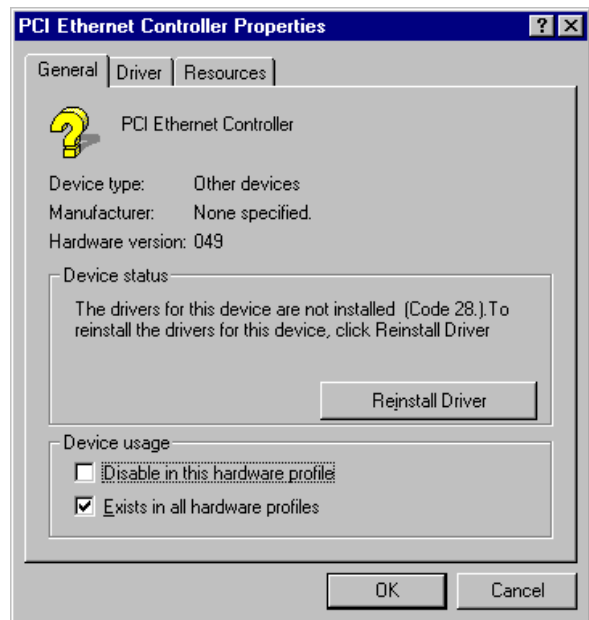 PCI Ethernet Controller Properties
General Driver Resources
PCI Ethernet Controller
Device type: Other devices
Manufacturer: None specified.
Hardware version: 049
Device status
The drivers for this device are not installed (Code 28.).To
reinstall the drivers for this device, click Reinstall Driver
Reinstall Driver
Device usage
Disable in this hardware profile
Exists in all hardware profiles
OK Cancel